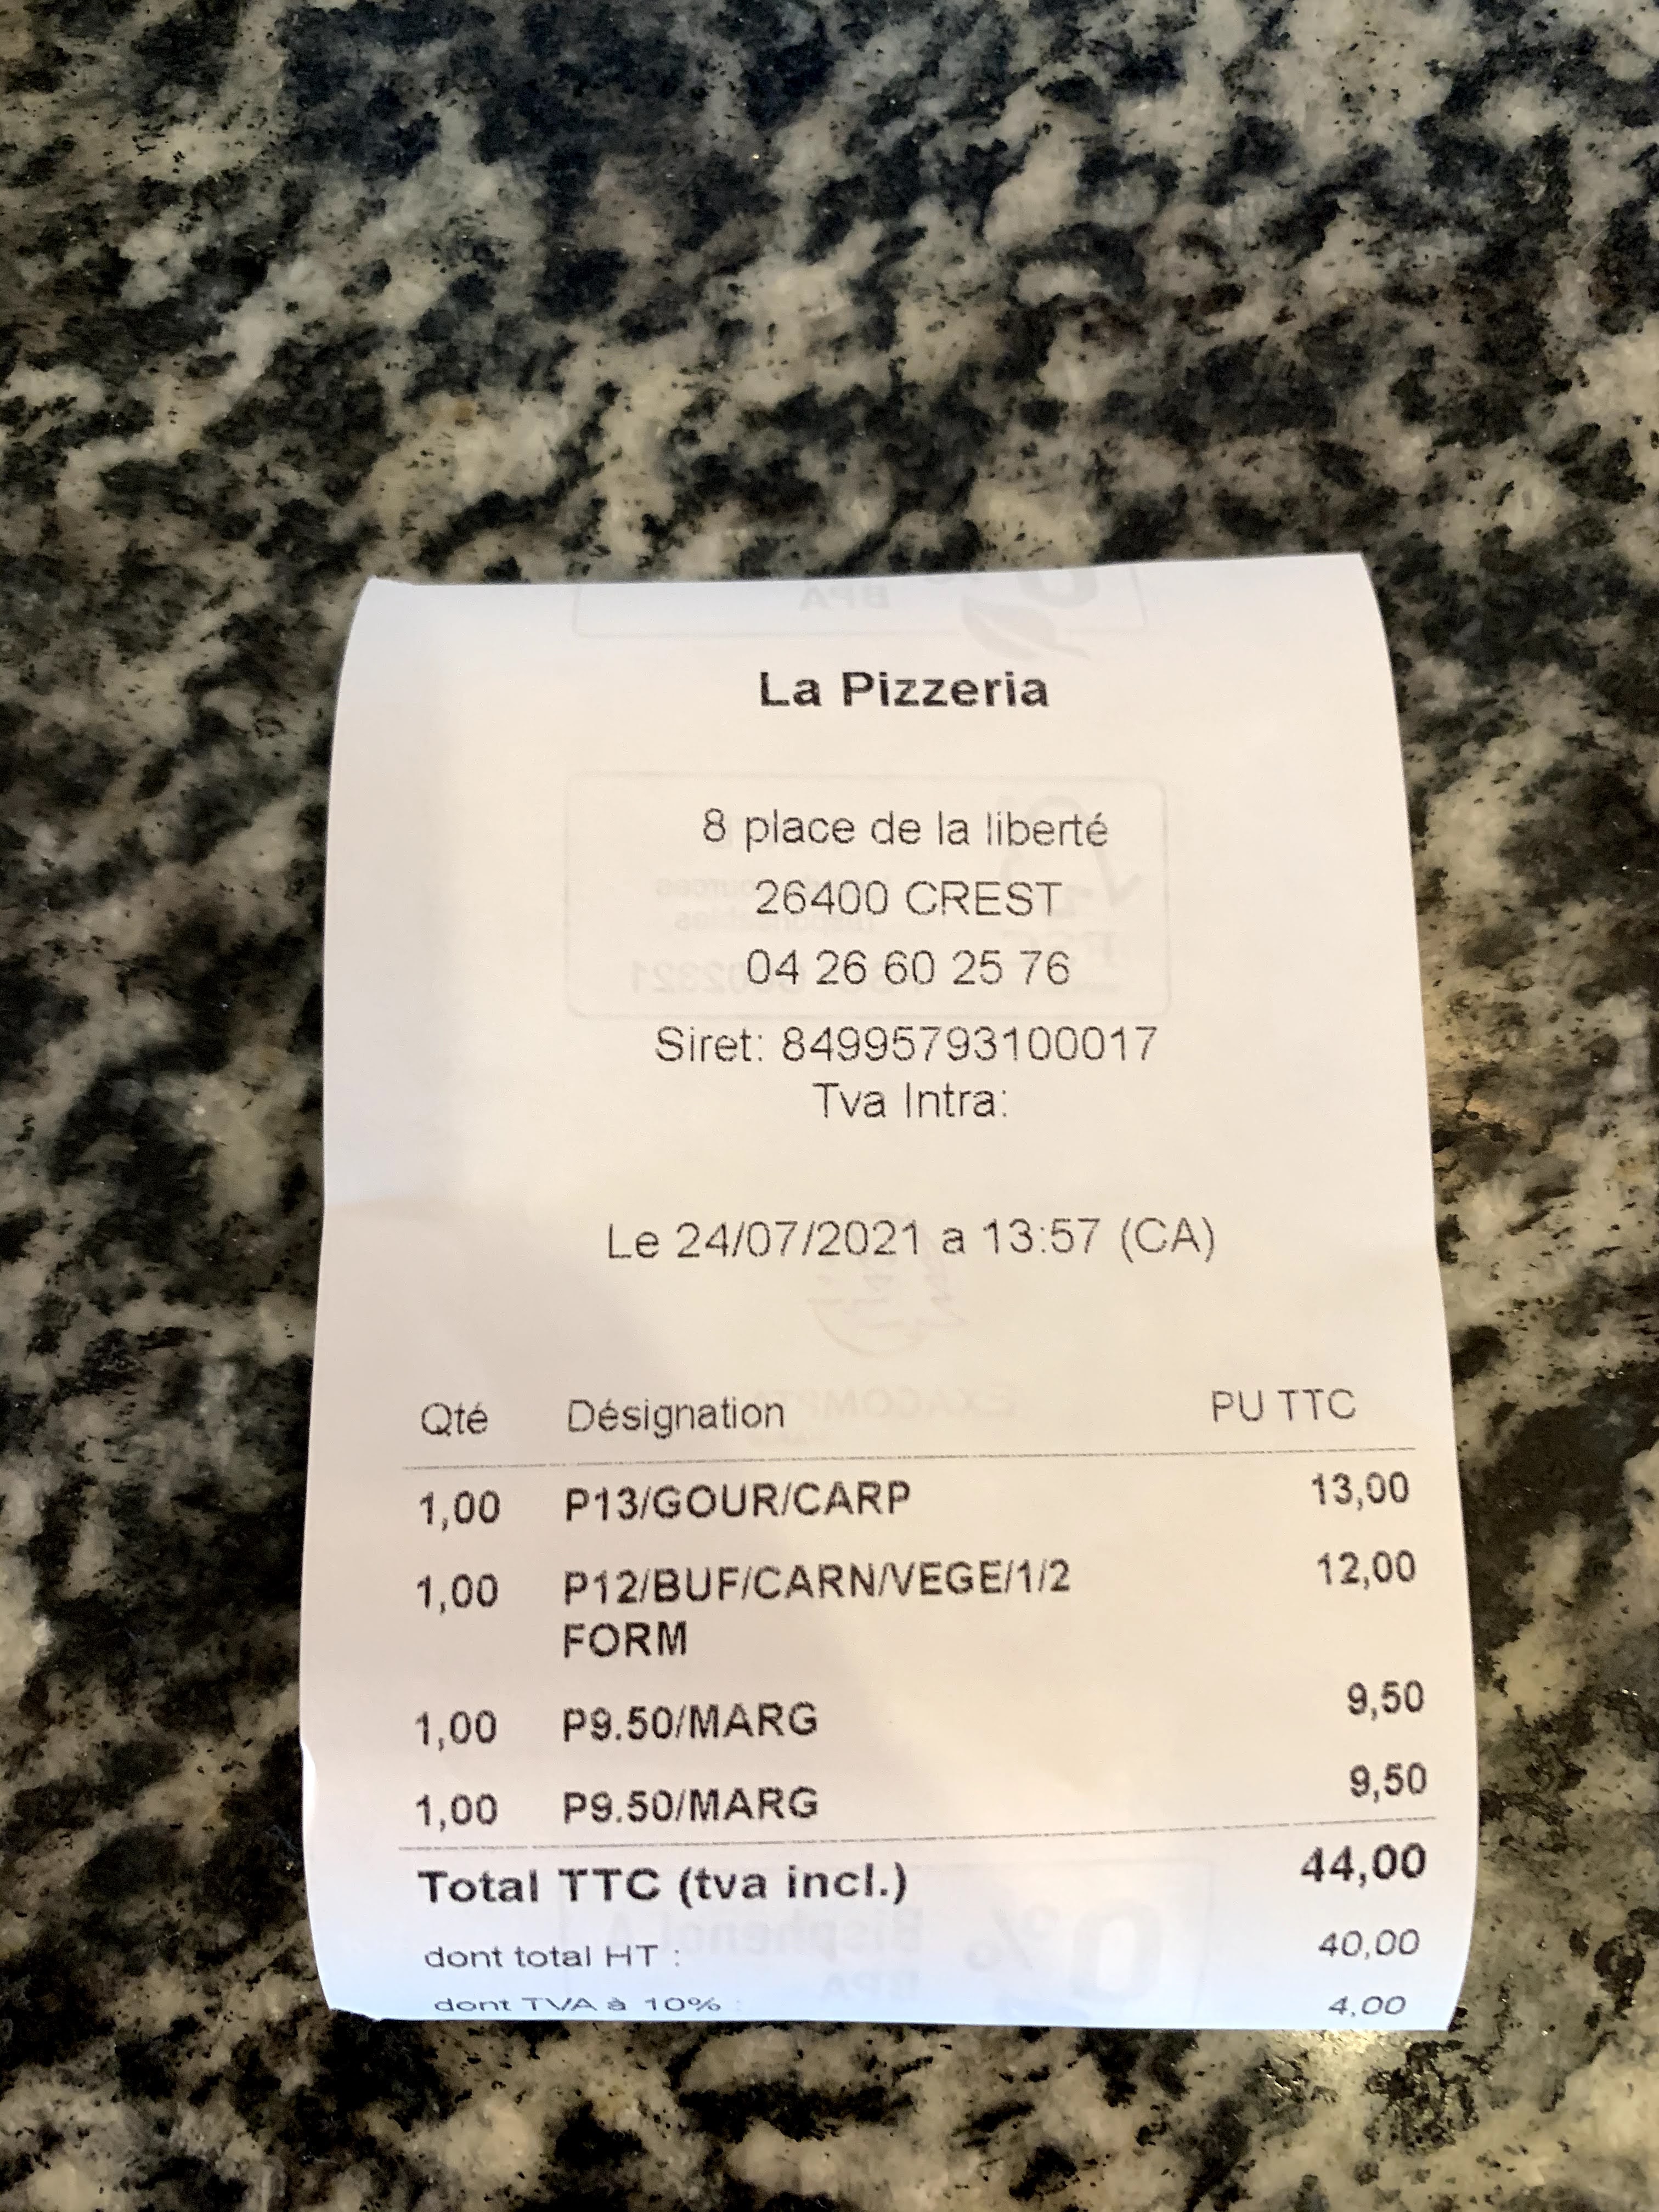 La Pizzeria
8 place de la liberté
26400 CREST
04 26 60 25 76
Siret: 84995793100017
Tva Intra:
Le 24/07/2021 a 13:57 (CA)
Qté Désignation PU TTC
1,00 P13/GOUR/CARP 13,00
1,00 P12/BUF/CARN/VEGE/1/2 12,00
FORM
1,00 P9.50/MARG 9,50
1,00 P9.50/MARG 9,50
Total TTC (tva incl.) 44,00
dont total HT : 40,00
dont TVA à 10% : 4,00